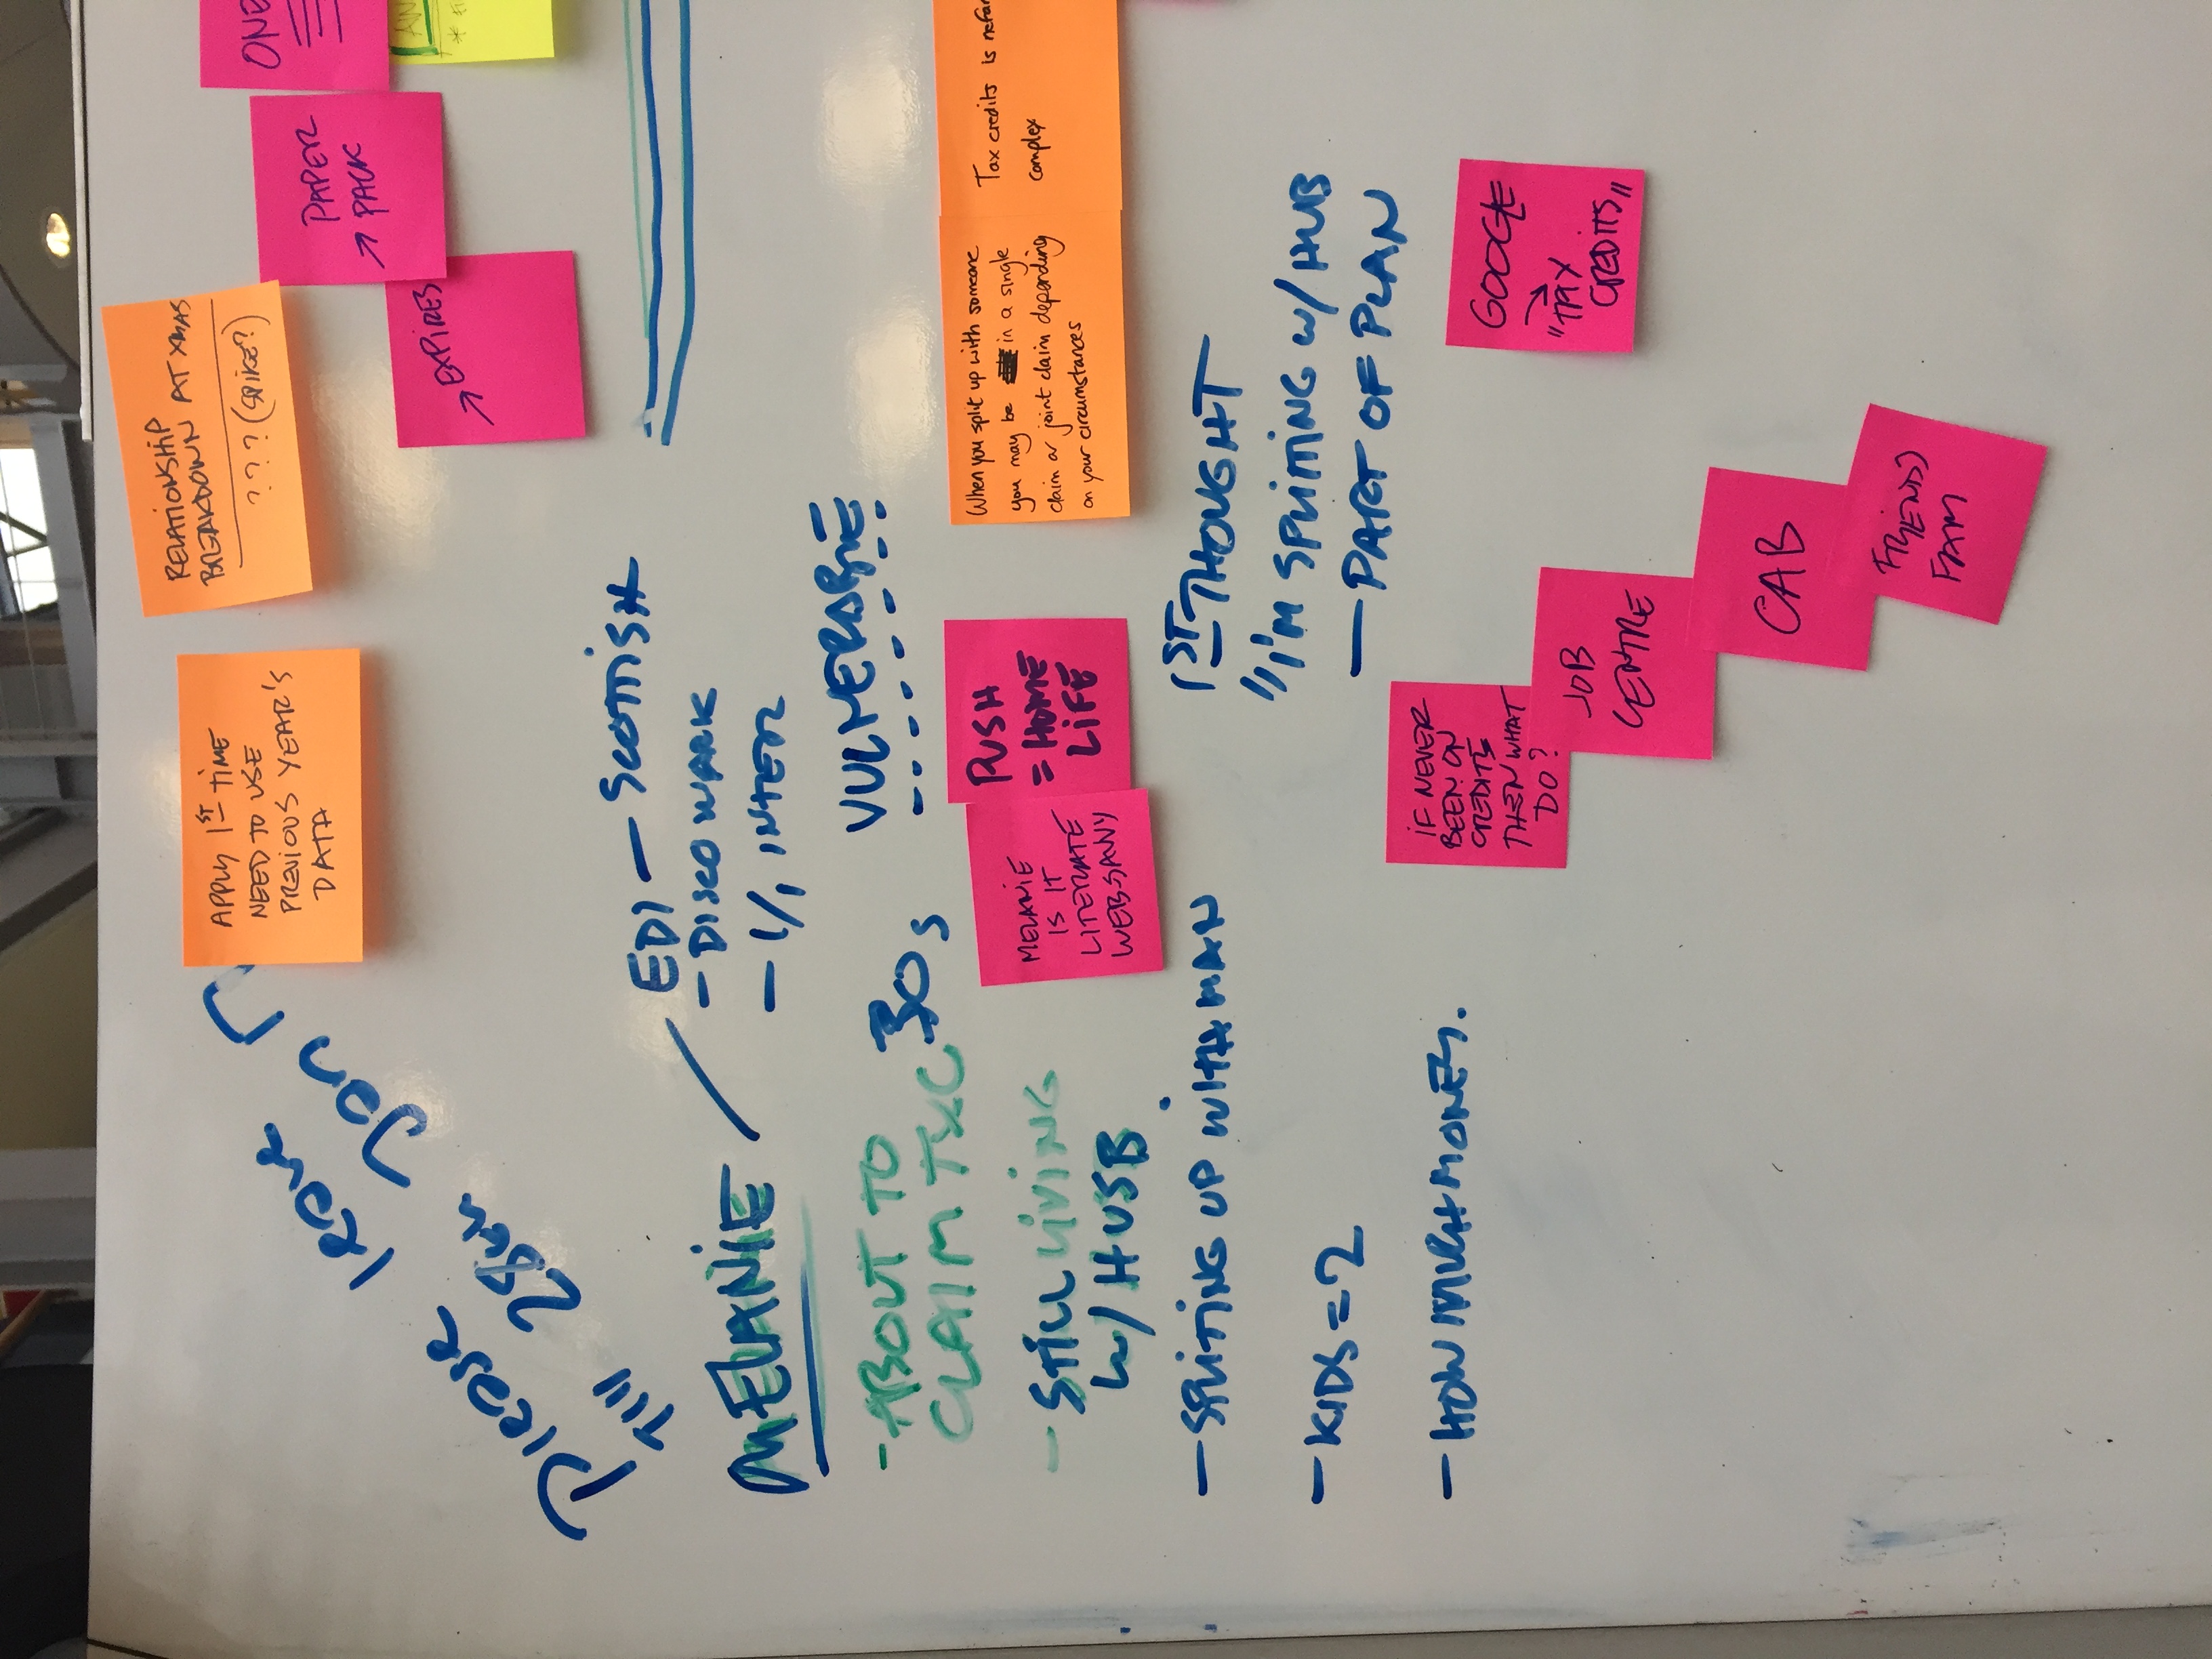 Please leave
Till 28th Jan
APPLY 1ST TIME
NEED TO USE
PREVIOUS YEAR'S
DATA
RELATIONSHIP
BREAKDOWN AT XMAS
??? (SPIKE?)
PAPER
→ PACK
ONE
→ EXPIRES
MELANIE
EDI - SCOTTISH
- DISCO WARK
- 1/1 INTER
- ABOUT TO
CLAIM TXC
30s
VULNERABLE
- STILL LIVING
W/ HUSB
- SPLITING UP WITH MAN
- KIDS = 2
- HOW MUCH MONEY.
MELANIE
IS IT
LITERATE
WEB-SAVVY
PUSH
= HOME
LIFE
When you split up with someone
you may be in a single
claim or joint claim depending
on your circumstances
Tax credits is
complex
1ST THOUGHT
"I'M SPLITTING W/ HUB
- PART OF PLAN
IF NEVER
BEEN ON
CREDITS
THEN WHAT
DO?
JOB
CENTRE
CAB
FRIENDS
FAM
GOOGLE
→
"TAX
CREDITS"